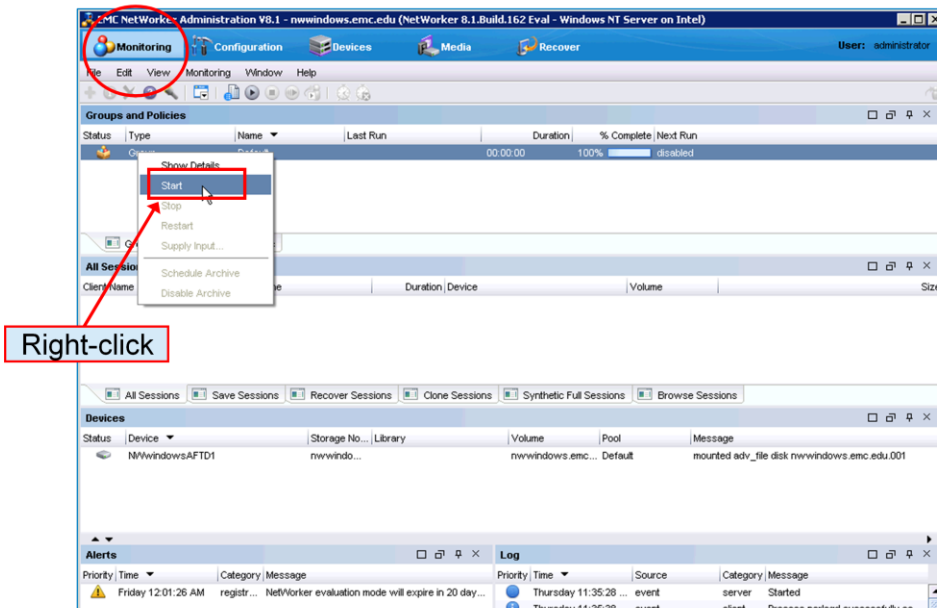 EMC NetWorker Administration V8.1 - nwwindows.emc.edu (NetWorker 8.1.Build.162 Eval - Windows NT Server on Intel)
Monitoring Configuration Devices Media Recover User: administrator
File Edit View Monitoring Window Help
Groups and Policies
Status Type Name Last Run Duration % Complete Next Run
Group Default 00:00:00 100% disabled
Show Details
Start
Stop
Restart
Supply Input...
Schedule Archive
Disable Archive
All Sessions
Client Name Duration Device Volume Size
Right-click
All Sessions Save Sessions Recover Sessions Clone Sessions Synthetic Full Sessions Browse Sessions
Devices
Status Device Storage No... Library Volume Pool Message
NWwindowsAFTD1 nwwindo... nwwindows.emc... Default mounted adv_file disk nwwindows.emc.edu.001
Alerts
Priority Time Category Message
Friday 12:01:26 AM registr... NetWorker evaluation mode will expire in 20 day...
Log
Priority Time Source Category Message
Thursday 11:35:28 ... event server Started